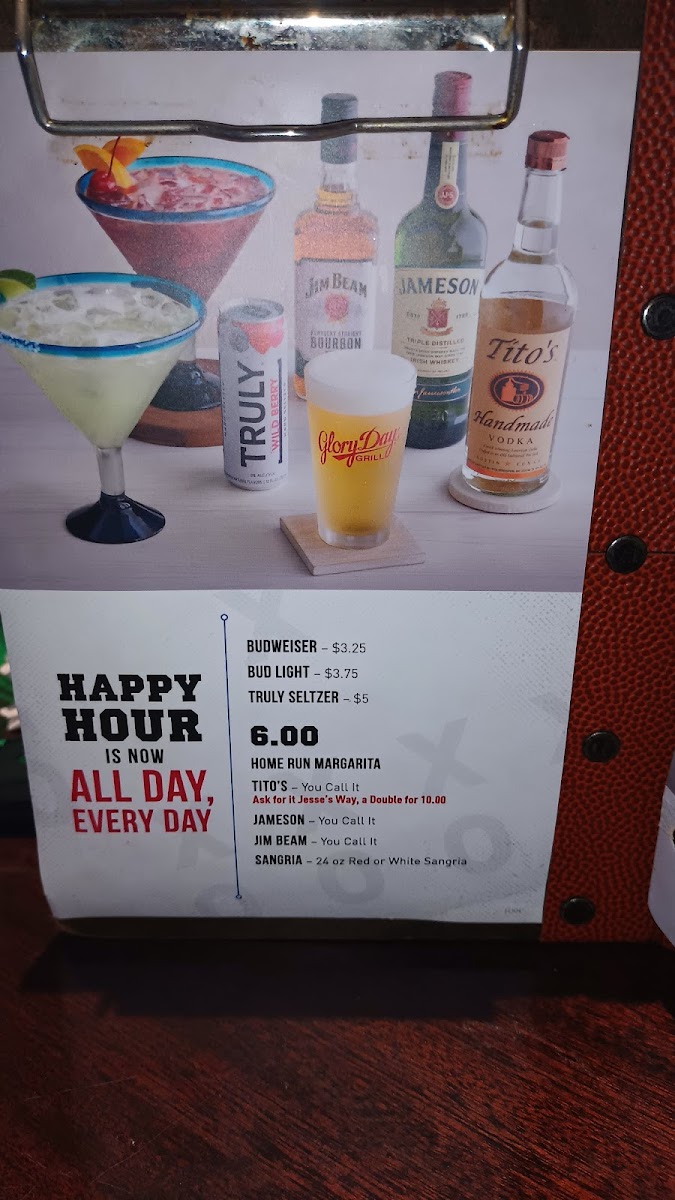 JIM BEAM
KENTUCKY STRAIGHT
BOURBON
JAMESON
TRIPLE DISTILLED
IRISH WHISKEY
Tito's
Handmade
VODKA
TRULY
WILD BERRY
Glory Days
GRILL
HAPPY
HOUR
IS NOW
ALL DAY,
EVERY DAY
BUDWEISER – $3.25
BUD LIGHT – $3.75
TRULY SELTZER – $5
6.00
HOME RUN MARGARITA
TITO'S – You Call It
Ask for it Jesse's Way, a Double for 10.00
JAMESON – You Call It
JIM BEAM – You Call It
SANGRIA – 24 oz Red or White Sangria